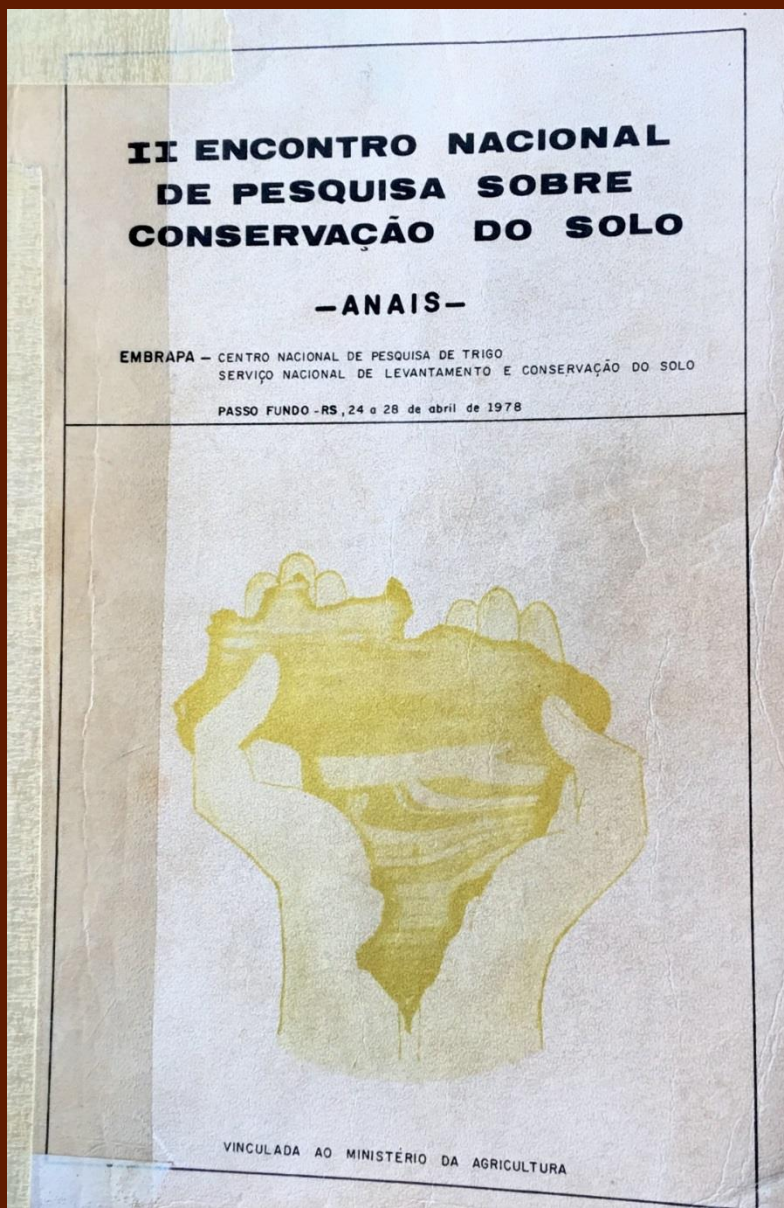 II ENCONTRO NACIONAL
DE PESQUISA SOBRE
CONSERVAÇÃO DO SOLO
—ANAIS—
EMBRAPA — CENTRO NACIONAL DE PESQUISA DE TRIGO
SERVIÇO NACIONAL DE LEVANTAMENTO E CONSERVAÇÃO DO SOLO
PASSO FUNDO -RS, 24 a 28 de abril de 1978
VINCULADA AO MINISTÉRIO DA AGRICULTURA